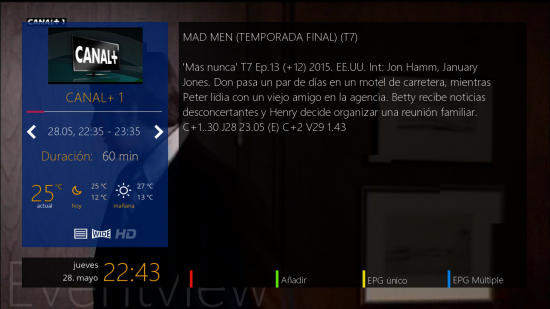 CANAL+ 1
CANAL+
CANAL+ 1
28.05, 22:35 - 23:35
Duración: 60 min
25 °C
actual
25 °C
12 °C
hoy
27 °C
13 °C
mañana
WIDE HD
jueves
28. mayo
22:43
MAD MEN (TEMPORADA FINAL) (T7)
'Mas nunca' T7 Ep.13 (+12) 2015. EE.UU. Int: Jon Hamm, January
Jones. Don pasa un par de días en un motel de carretera, mientras
Peter lidia con un viejo amigo en la agencia. Betty recibe noticias
desconcertantes y Henry decide organizar una reunión familiar.
C+1..30 J28 23.05 (E) C+2 V29 1.43
Eventview
Añadir
EPG único
EPG Múltiple